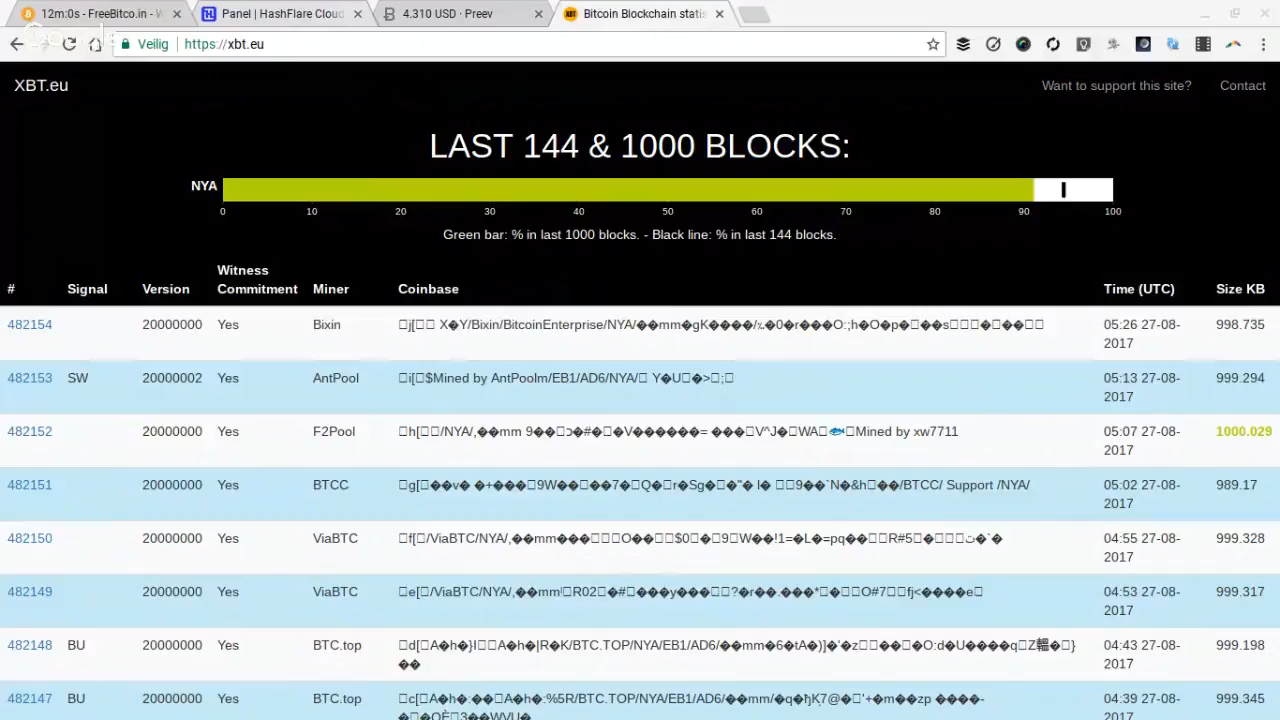 12m:0s - FreeBitco.in - W
Panel | HashFlare Cloud
4.310 USD · Preev
Bitcoin Blockchain statis
Veilig https://xbt.eu
XBT.eu Want to support this site? Contact
LAST 144 & 1000 BLOCKS:
NYA
0 10 20 30 40 50 60 70 80 90 100
Green bar: % in last 1000 blocks. - Black line: % in last 144 blocks.
# Signal Version Witness Commitment Miner Coinbase Time (UTC) Size KB
482154 20000000 Yes Bixin X�Y/Bixin/BitcoinEnterprise/NYA/ 05:26 27-08- 998.735
2017
482153 SW 20000002 Yes AntPool $Mined by AntPoolm/EB1/AD6/NYA/ 05:13 27-08- 999.294
2017
482152 20000000 Yes F2Pool /NYA/, Mined by xw7711 05:07 27-08- 1000.029
2017
482151 20000000 Yes BTCC /BTCC/ Support /NYA/ 05:02 27-08- 989.17
2017
482150 20000000 Yes ViaBTC /ViaBTC/NYA/, 04:55 27-08- 999.328
2017
482149 20000000 Yes ViaBTC /ViaBTC/NYA/, 04:53 27-08- 999.317
2017
482148 BU 20000000 Yes BTC.top /BTC.TOP/NYA/EB1/AD6/ 04:43 27-08- 999.198
2017
482147 BU 20000000 Yes BTC.top /BTC.TOP/NYA/EB1/AD6/ 04:39 27-08- 999.345
2017